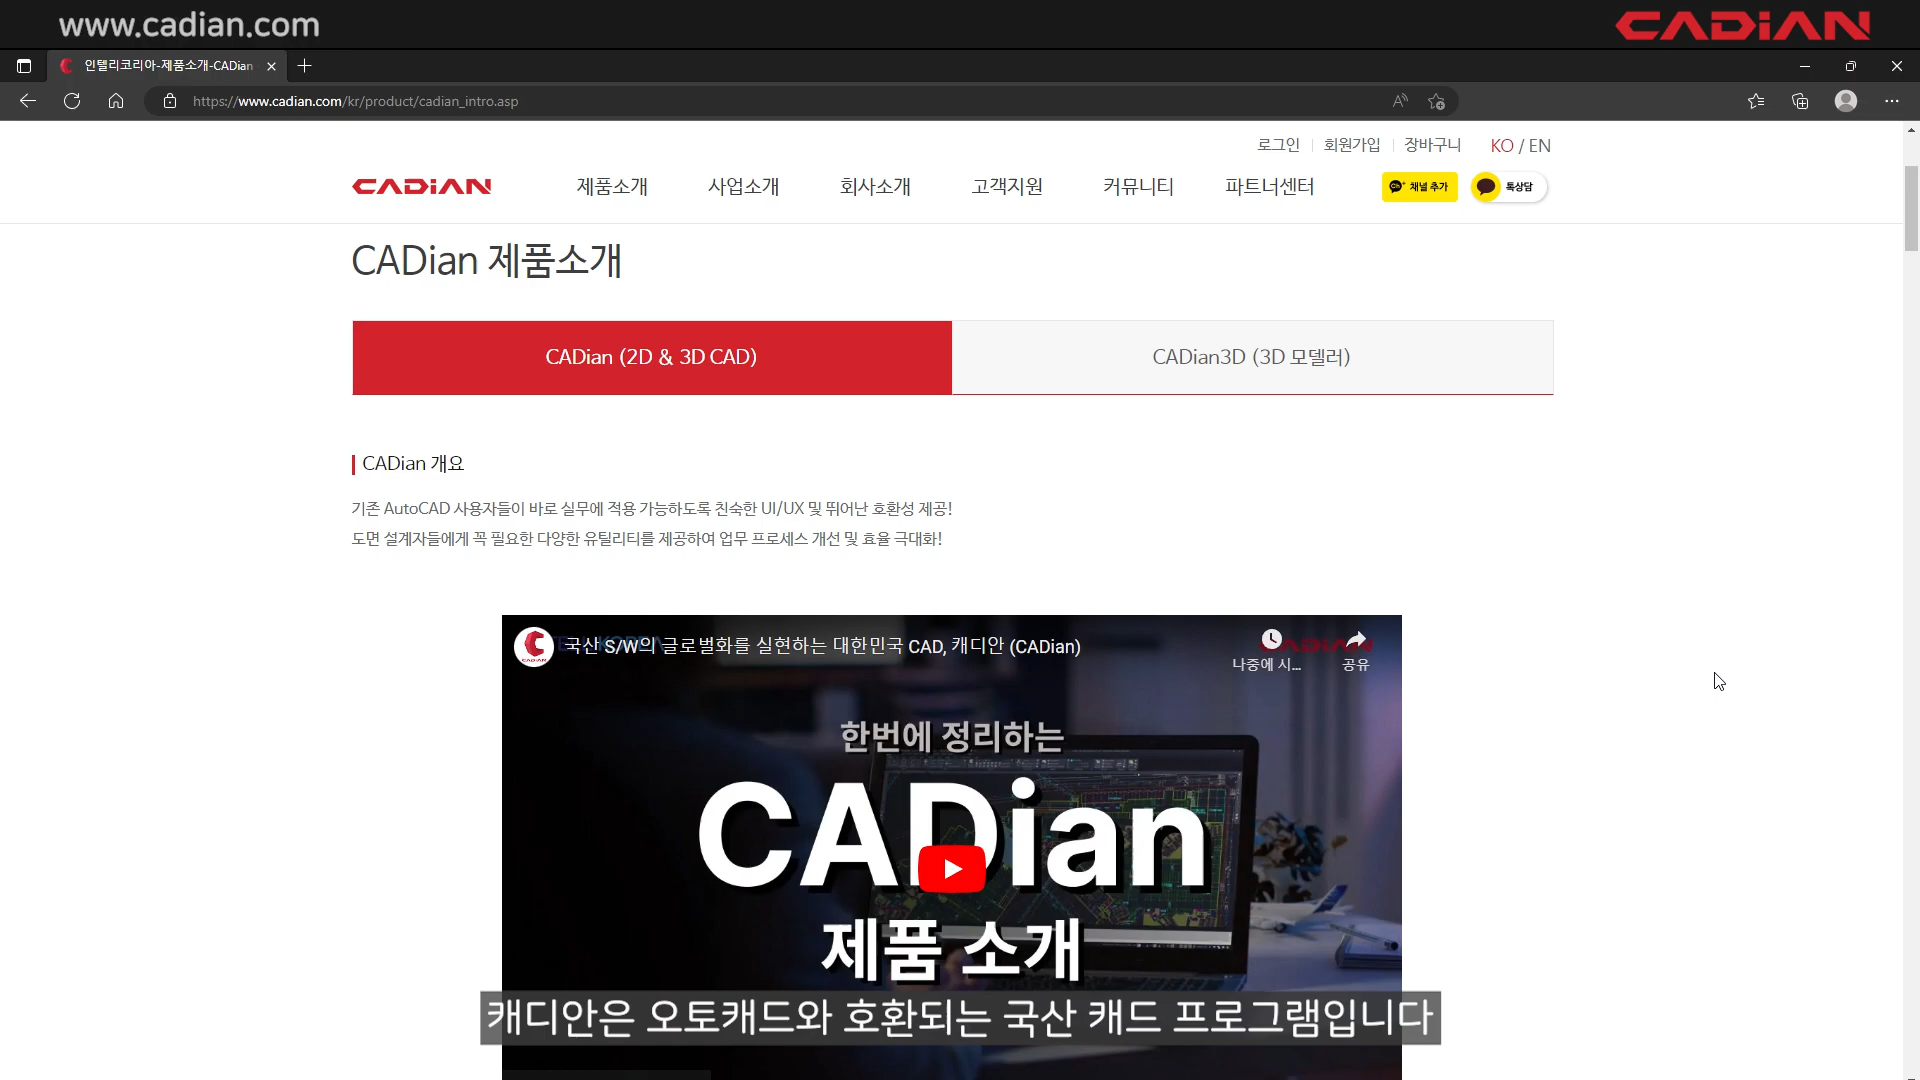 www.cadian.com
CADiAN
인텔리코리아-제품소개-CADian
https://www.cadian.com/kr/product/cadian_intro.asp
로그인 회원가입 장바구니 KO / EN
CADiAN 제품소개 사업소개 회사소개 고객지원 커뮤니티 파트너센터 Ch+ 채널 추가 톡상담
CADian 제품소개
CADian (2D & 3D CAD) CADian3D (3D 모델러)
CADian 개요
기존 AutoCAD 사용자들이 바로 실무에 적용 가능하도록 친숙한 UI/UX 및 뛰어난 호환성 제공!
도면 설계자들에게 꼭 필요한 다양한 유틸리티를 제공하여 업무 프로세스 개선 및 효율 극대화!
국산 S/W의 글로벌화를 실현하는 대한민국 CAD, 캐디안 (CADian)
CADIAN
나중에 시... 공유
한번에 정리하는
CADian
제품 소개
캐디안은 오토캐드와 호환되는 국산 캐드 프로그램입니다